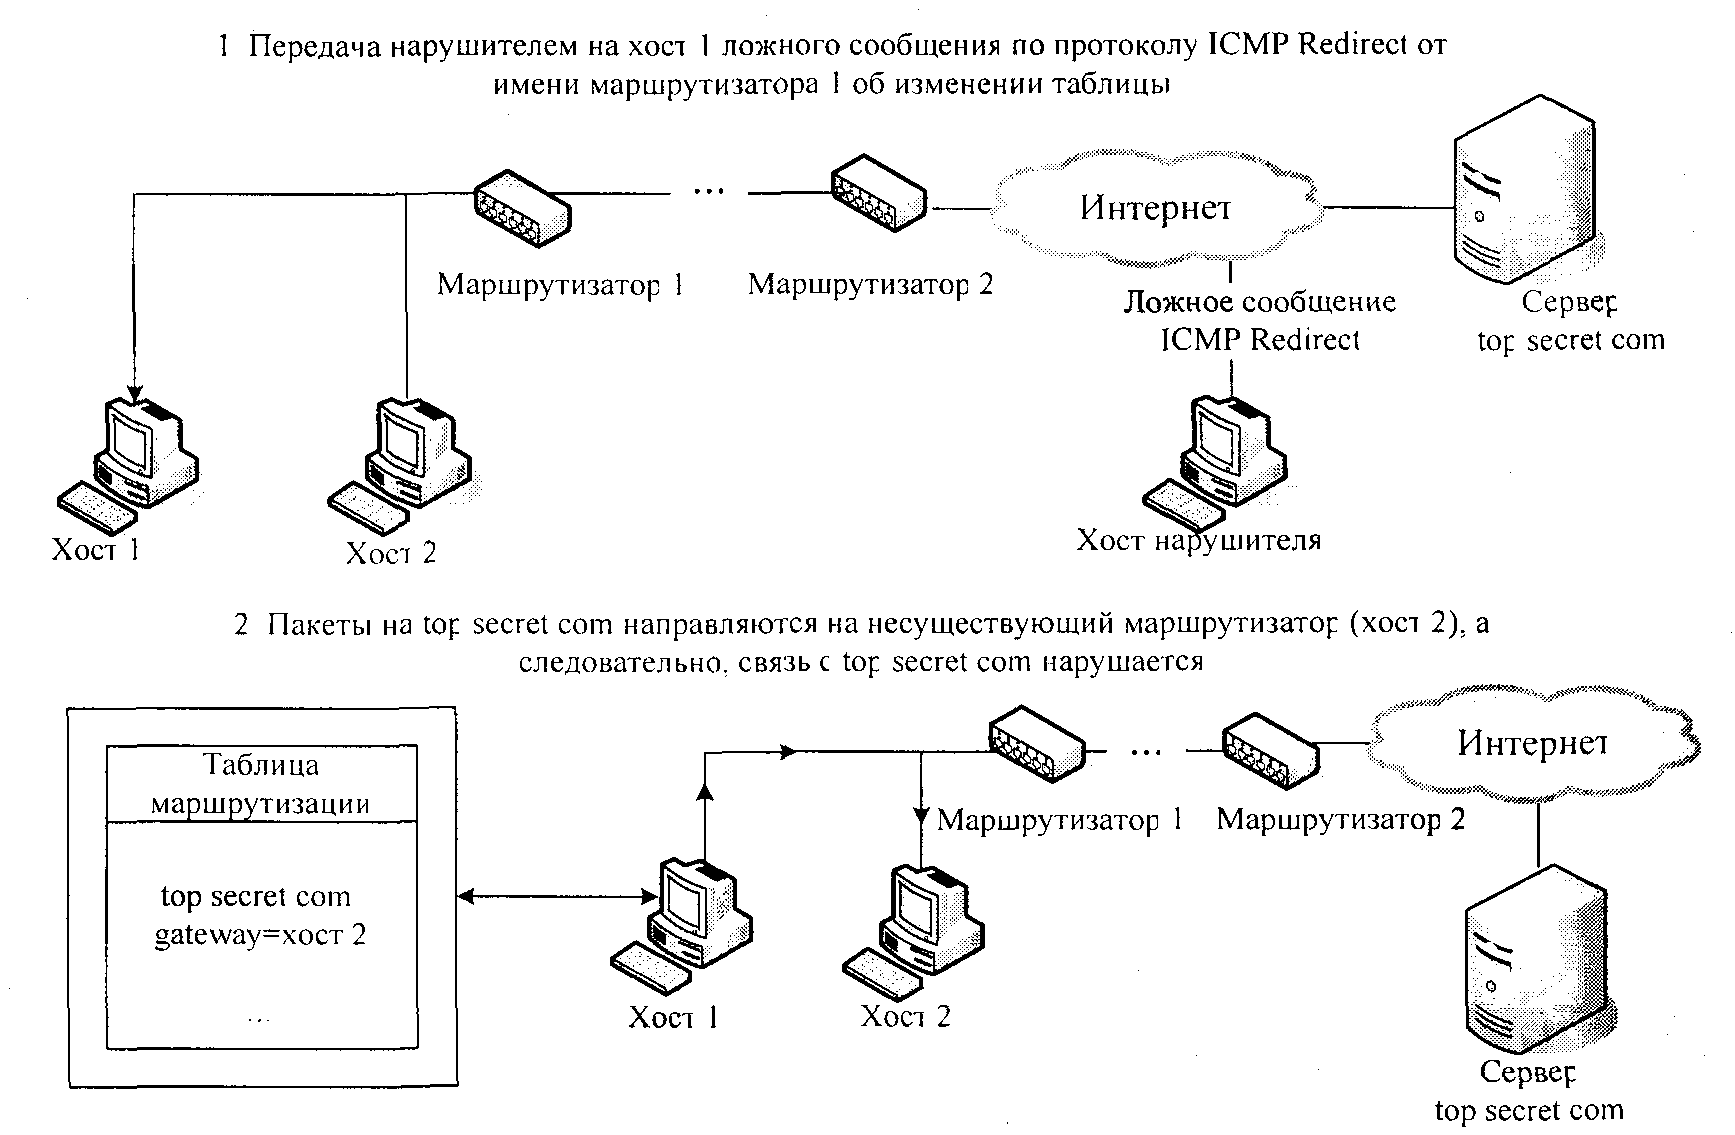 1 Передача нарушителем на хост 1 ложного сообщения по протоколу ICMP Redirect от
имени маршрутизатора 1 об изменении таблицы
...
Интернет
Маршрутизатор 1
Маршрутизатор 2
Ложное сообщение
ICMP Redirect
Сервер
top secret com
Хост 1
Хост 2
Хост нарушителя
2 Пакеты на top secret com направляются на несуществующий маршрутизатор (хост 2), а
следовательно, связь с top secret com нарушается
Таблица
маршрутизации
top secret com
gateway=хост 2
...
...
Интернет
Маршрутизатор 1
Маршрутизатор 2
Хост 1
Хост 2
Сервер
top secret com